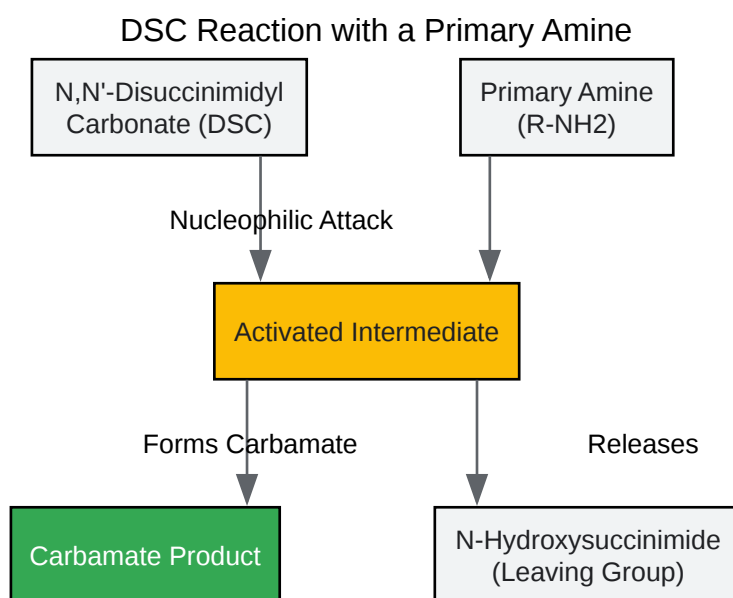 DSC Reaction with a Primary Amine
N,N'-Disuccinimidyl
Carbonate (DSC)
Primary Amine
(R-NH2)
Nucleophilic Attack
Activated Intermediate
Forms Carbamate
Releases
Carbamate Product
N-Hydroxysuccinimide
(Leaving Group)